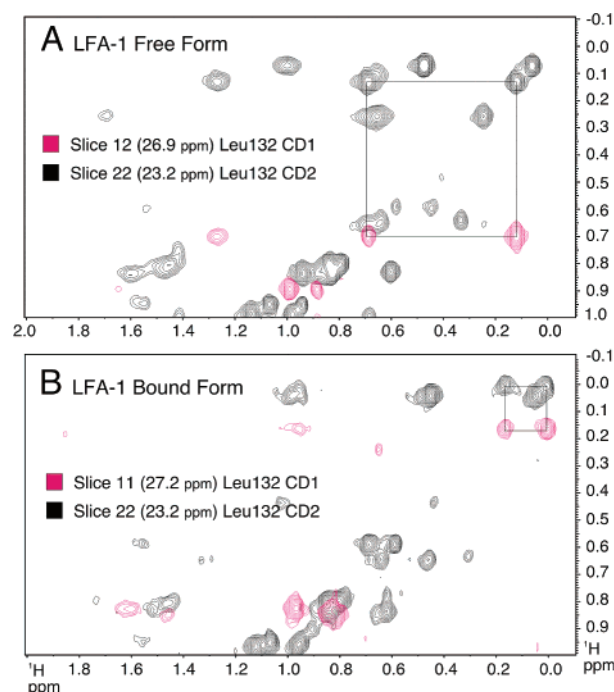 A LFA-1 Free Form
Slice 12 (26.9 ppm) Leu132 CD1
Slice 22 (23.2 ppm) Leu132 CD2
-0.1
0.0
0.1
0.2
0.3
0.4
0.5
0.6
0.7
0.8
0.9
1.0
2.0 1.8 1.6 1.4 1.2 1.0 0.8 0.6 0.4 0.2 0.0
B LFA-1 Bound Form
Slice 11 (27.2 ppm) Leu132 CD1
Slice 22 (23.2 ppm) Leu132 CD2
-0.1
0.0
0.1
0.2
0.3
0.4
0.5
0.6
0.7
0.8
0.9
¹H
ppm
1.8 1.6 1.4 1.2 1.0 0.8 0.6 0.4 0.2 0.0
¹H
ppm